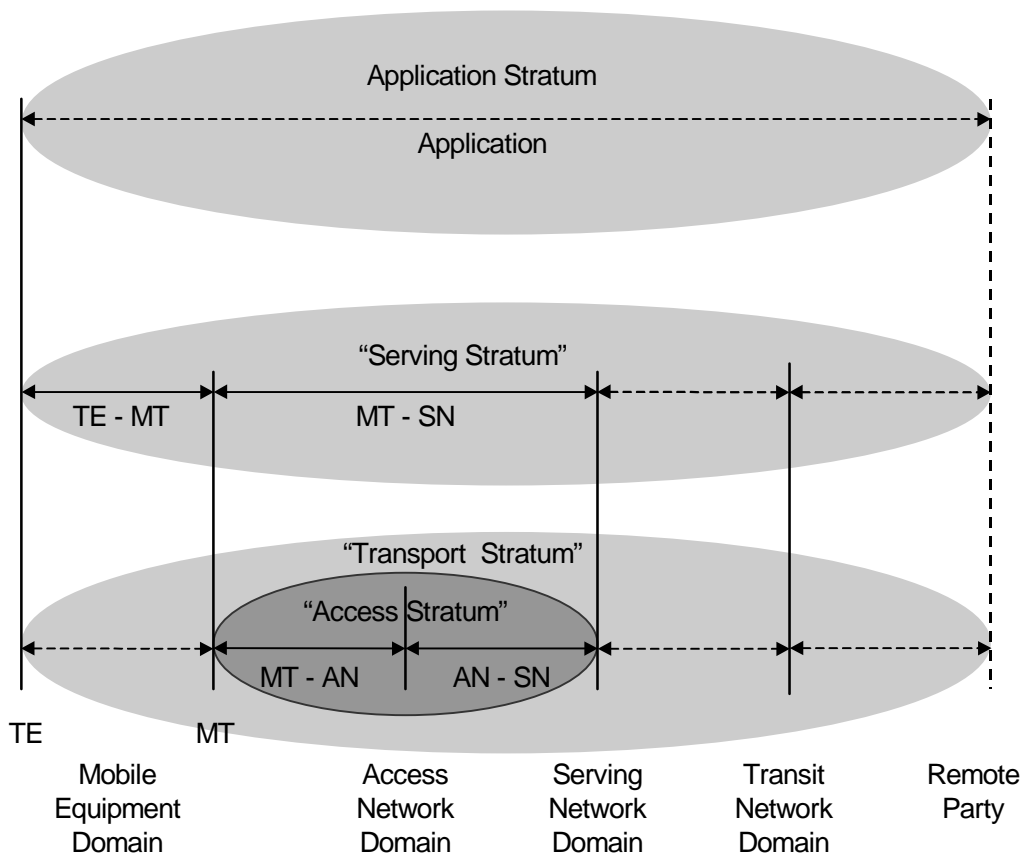 Application Stratum
Application
“Serving Stratum”
TE - MT
MT - SN
“Transport Stratum”
“Access Stratum”
MT - AN
AN - SN
TE
MT
Mobile
Equipment
Domain
Access
Network
Domain
Serving
Network
Domain
Transit
Network
Domain
Remote
Party